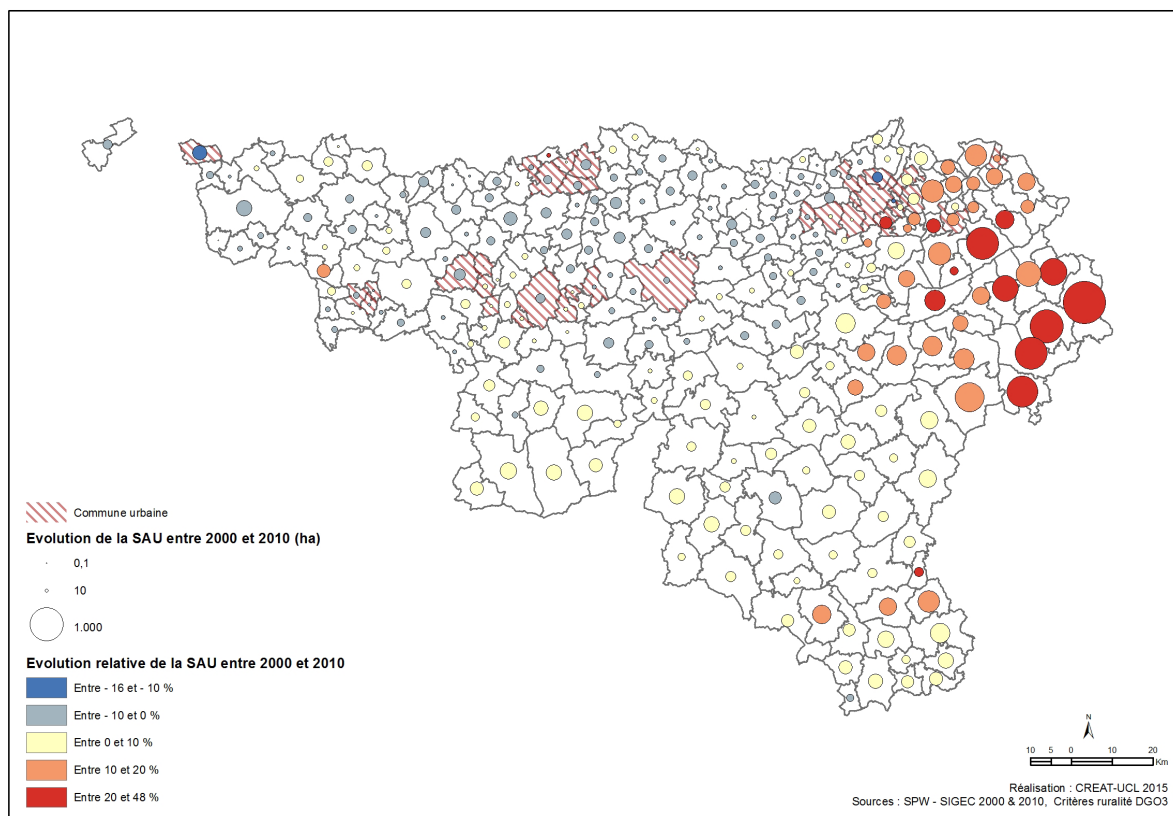 Commune urbaine
Evolution de la SAU entre 2000 et 2010 (ha)
0,1
10
1.000
Evolution relative de la SAU entre 2000 et 2010
Entre - 16 et - 10 %
Entre - 10 et 0 %
Entre 0 et 10 %
Entre 10 et 20 %
Entre 20 et 48 %
N
10 5 0 10 20
Km
Réalisation : CREAT-UCL 2015
Sources : SPW - SIGEC 2000 & 2010, Critères ruralité DGO3